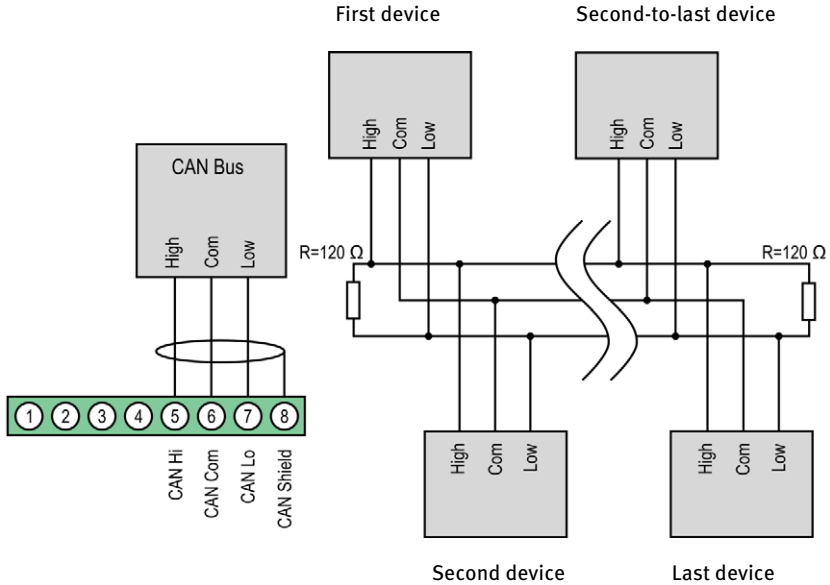 First device
Second-to-last device
High
Com
Low
High
Com
Low
CAN Bus
High
Com
Low
R=120 Ω
R=120 Ω
1 2 3 4 5 6 7 8
CAN Hi
CAN Com
CAN Lo
CAN Shield
High
Com
Low
High
Com
Low
Second device
Last device